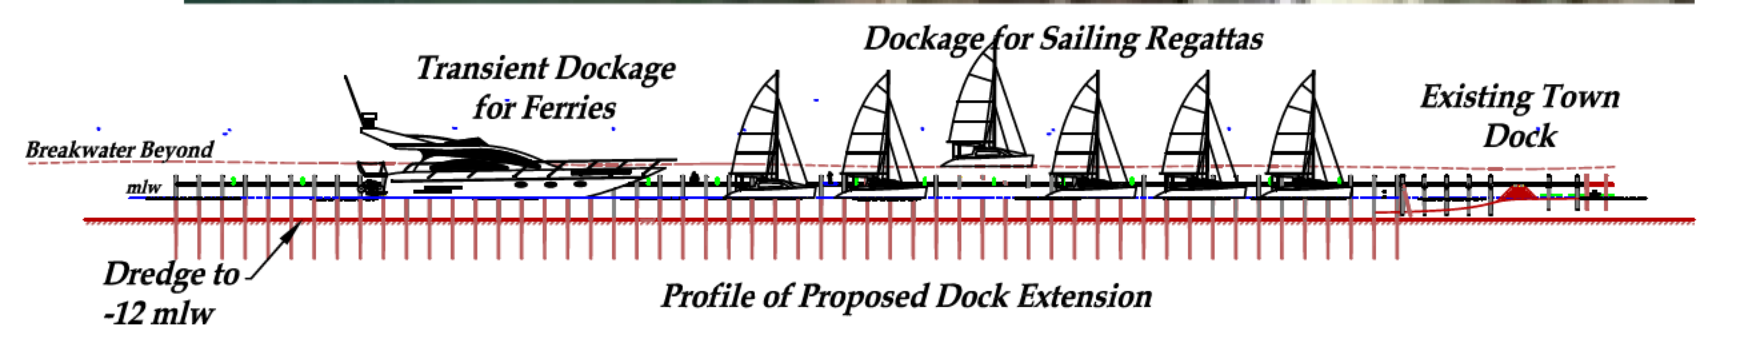 Dockage for Sailing Regattas
Transient Dockage
for Ferries
Existing Town
Dock
Breakwater Beyond
mlw
Dredge to
-12 mlw
Profile of Proposed Dock Extension